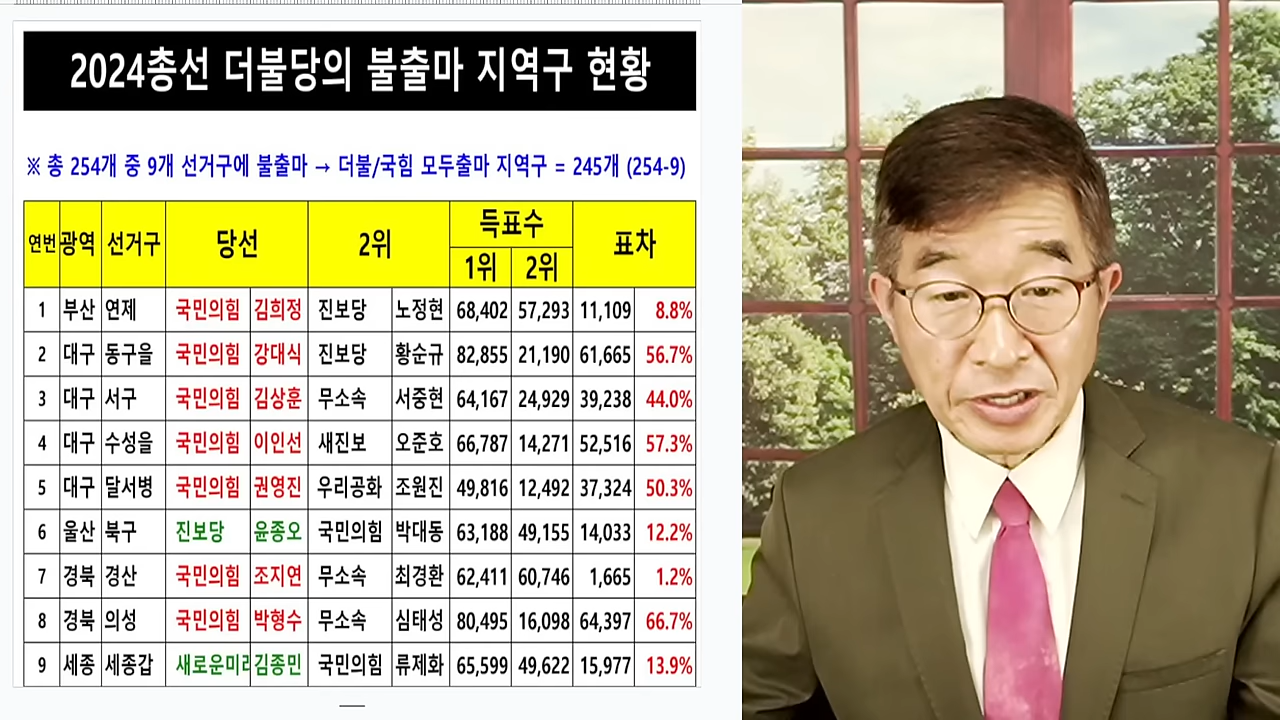 2024총선 더불당의 불출마 지역구 현황
※ 총 254개 중 9개 선거구에 불출마 → 더불/국힘 모두출마 지역구 = 245개 (254-9)
연번 광역 선거구 당선 2위 득표수 표차
1위 2위
1 부산 연제 국민의힘 김희정 진보당 노정현 68,402 57,293 11,109 8.8%
2 대구 동구을 국민의힘 강대식 진보당 황순규 82,855 21,190 61,665 56.7%
3 대구 서구 국민의힘 김상훈 무소속 서중현 64,167 24,929 39,238 44.0%
4 대구 수성을 국민의힘 이인선 새진보 오준호 66,787 14,271 52,516 57.3%
5 대구 달서병 국민의힘 권영진 우리공화 조원진 49,816 12,492 37,324 50.3%
6 울산 북구 진보당 윤종오 국민의힘 박대동 63,188 49,155 14,033 12.2%
7 경북 경산 국민의힘 조지연 무소속 최경환 62,411 60,746 1,665 1.2%
8 경북 의성 국민의힘 박형수 무소속 심태성 80,495 16,098 64,397 66.7%
9 세종 세종갑 새로운미래 김종민 국민의힘 류제화 65,599 49,622 15,977 13.9%